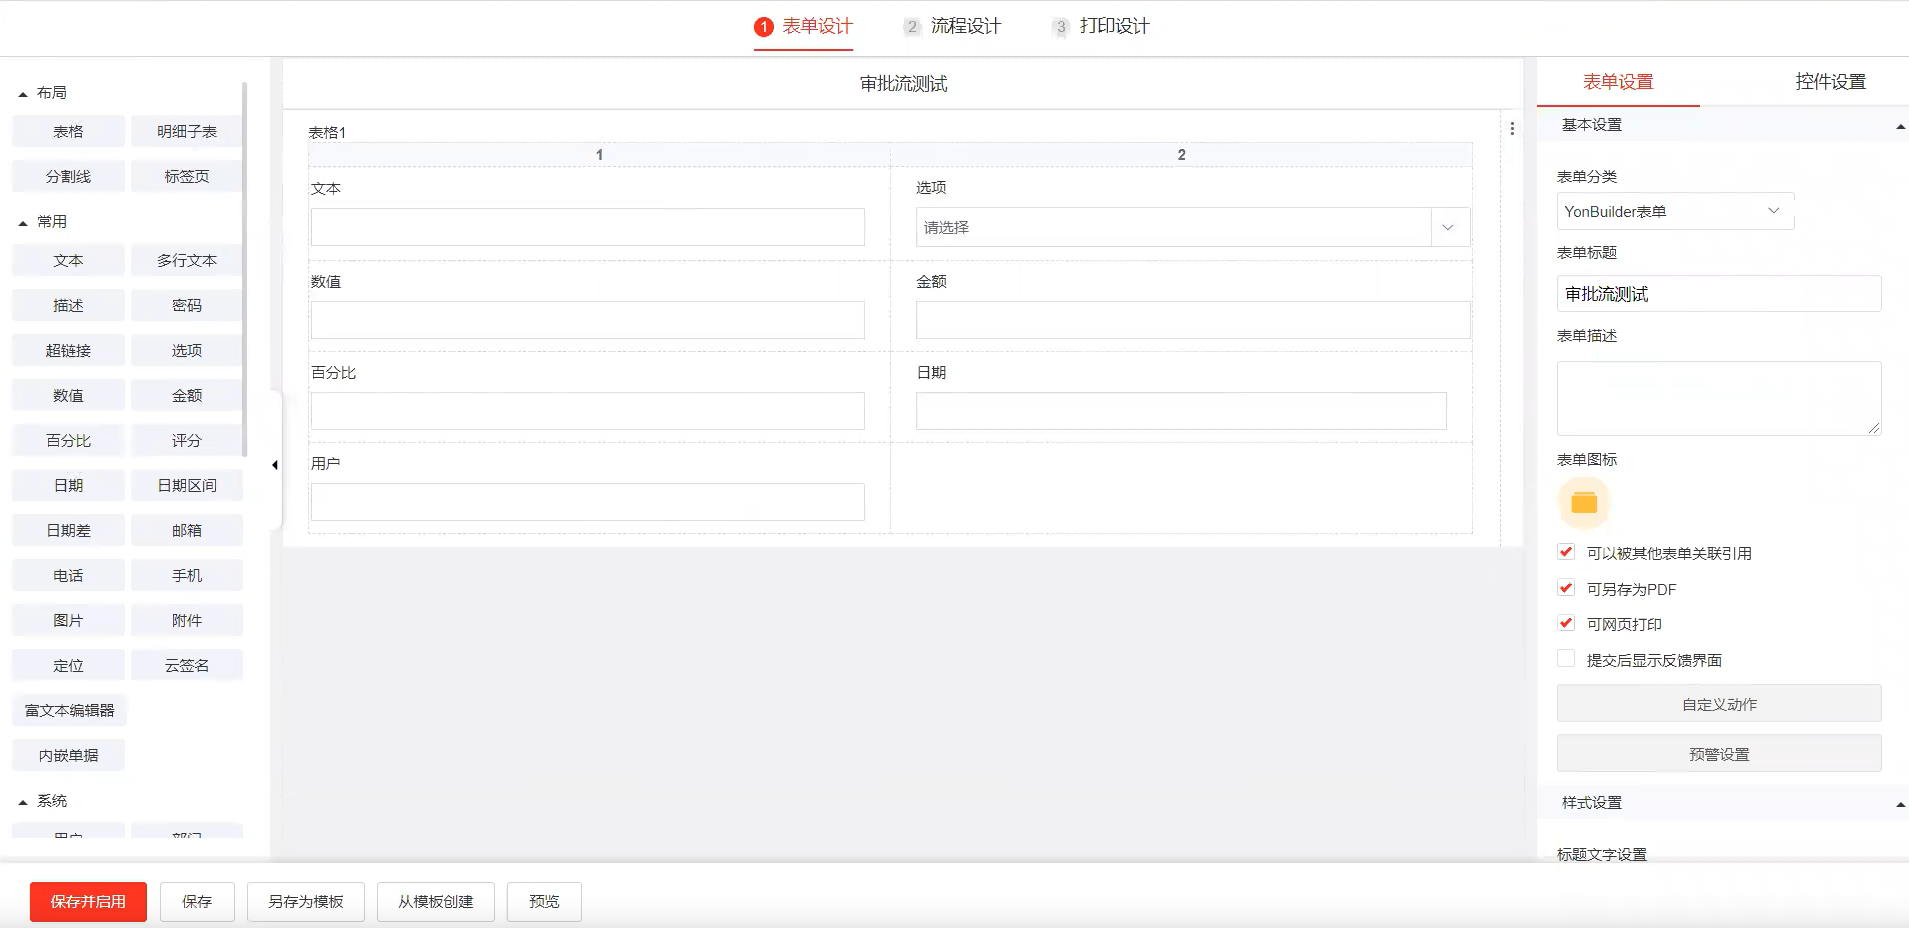 1 表单设计 2 流程设计 3 打印设计
布局
表格 明细子表
分割线 标签页
常用
文本 多行文本
描述 密码
超链接 选项
数值 金额
百分比 评分
日期 日期区间
日期差 邮箱
电话 手机
图片 附件
定位 云签名
富文本编辑器
内嵌单据
系统
用户 部门
审批流测试
表格1
1 2
文本 选项
请选择
数值 金额
百分比 日期
用户
表单设置 控件设置
基本设置
表单分类
YonBuilder表单
表单标题
审批流测试
表单描述
表单图标
可以被其他表单关联引用
可另存为PDF
可网页打印
提交后显示反馈界面
自定义动作
预警设置
样式设置
标题文字设置
保存并启用 保存 另存为模板 从模板创建 预览